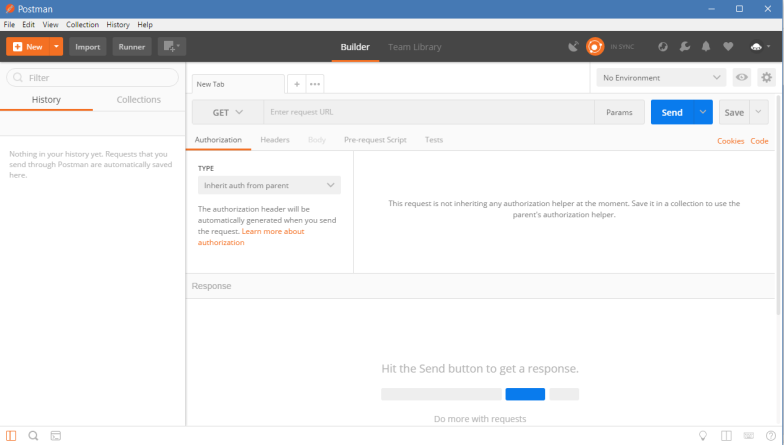 Postman
File Edit View Collection History Help
New Import Runner Builder Team Library IN SYNC
Filter
History Collections
Nothing in your history yet. Requests that you
send through Postman are automatically saved
here.
New Tab + ••• No Environment
GET Enter request URL Params Send Save
Authorization Headers Body Pre-request Script Tests Cookies Code
TYPE
Inherit auth from parent
The authorization header will be
automatically generated when you send
the request. Learn more about
authorization
This request is not inheriting any authorization helper at the moment. Save it in a collection to use the
parent's authorization helper.
Response
Hit the Send button to get a response.
Do more with requests